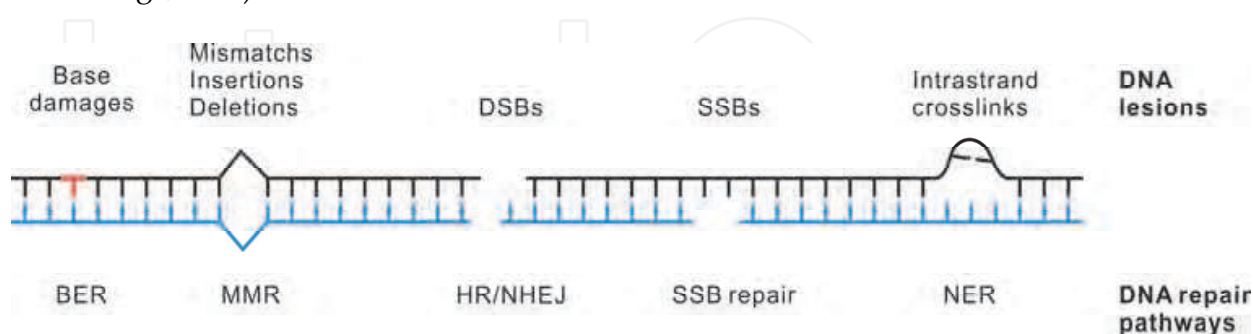 Base
damages
Mismatchs
Insertions
Deletions
DSBs
SSBs
Intrastrand
crosslinks
DNA
lesions
BER
MMR
HR/NHEJ
SSB repair
NER
DNA repair
pathways